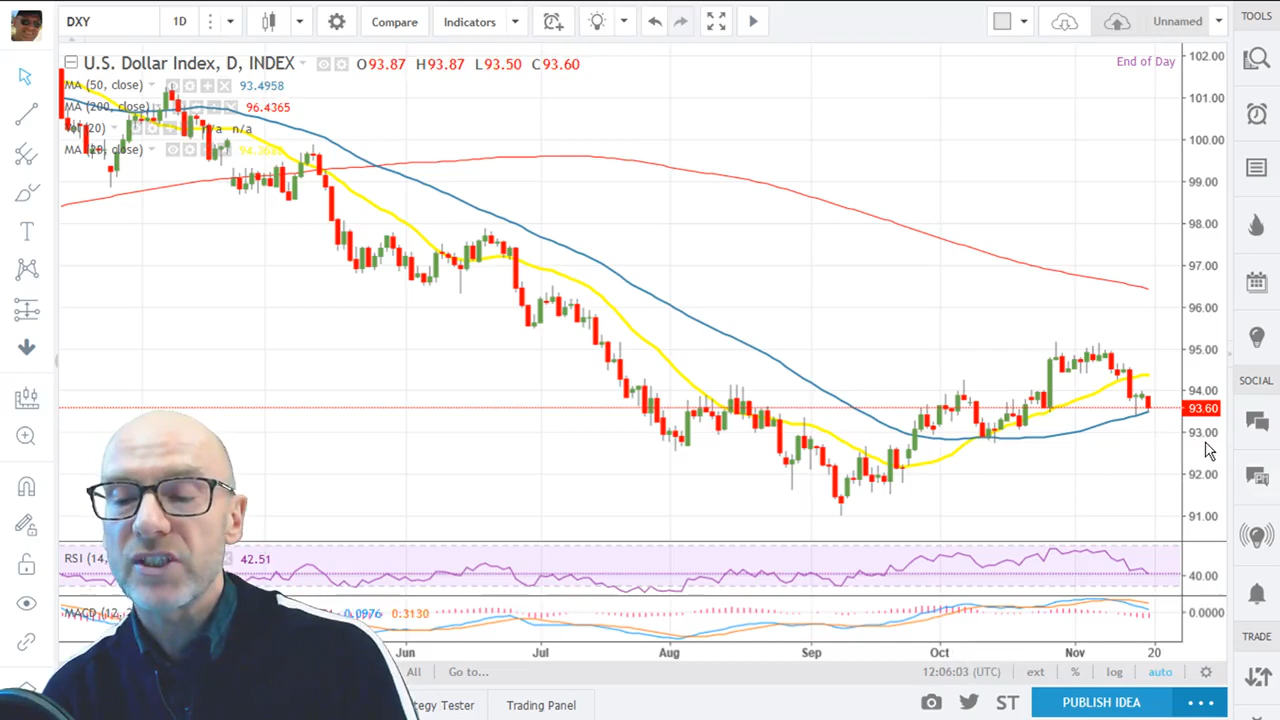 DXY 1D Compare Indicators Unnamed TOOLS
U.S. Dollar Index, D, INDEX O93.87 H93.87 L93.50 C93.60 End of Day
MA (50, close) 93.4958
MA (200, close) 96.4365
(20) n/a n/a
102.00
101.00
100.00
99.00
98.00
97.00
96.00
95.00
94.00
93.60
93.00
92.00
91.00
SOCIAL
RSI (14, 42.51
40.00
MACD (12, 0.0976 0.3130 0.0000
TRADE
Jun Jul Aug Sep Oct Nov 20
All Go to... 12:06:03 (UTC) ext % log auto
Tester Trading Panel ST PUBLISH IDEA